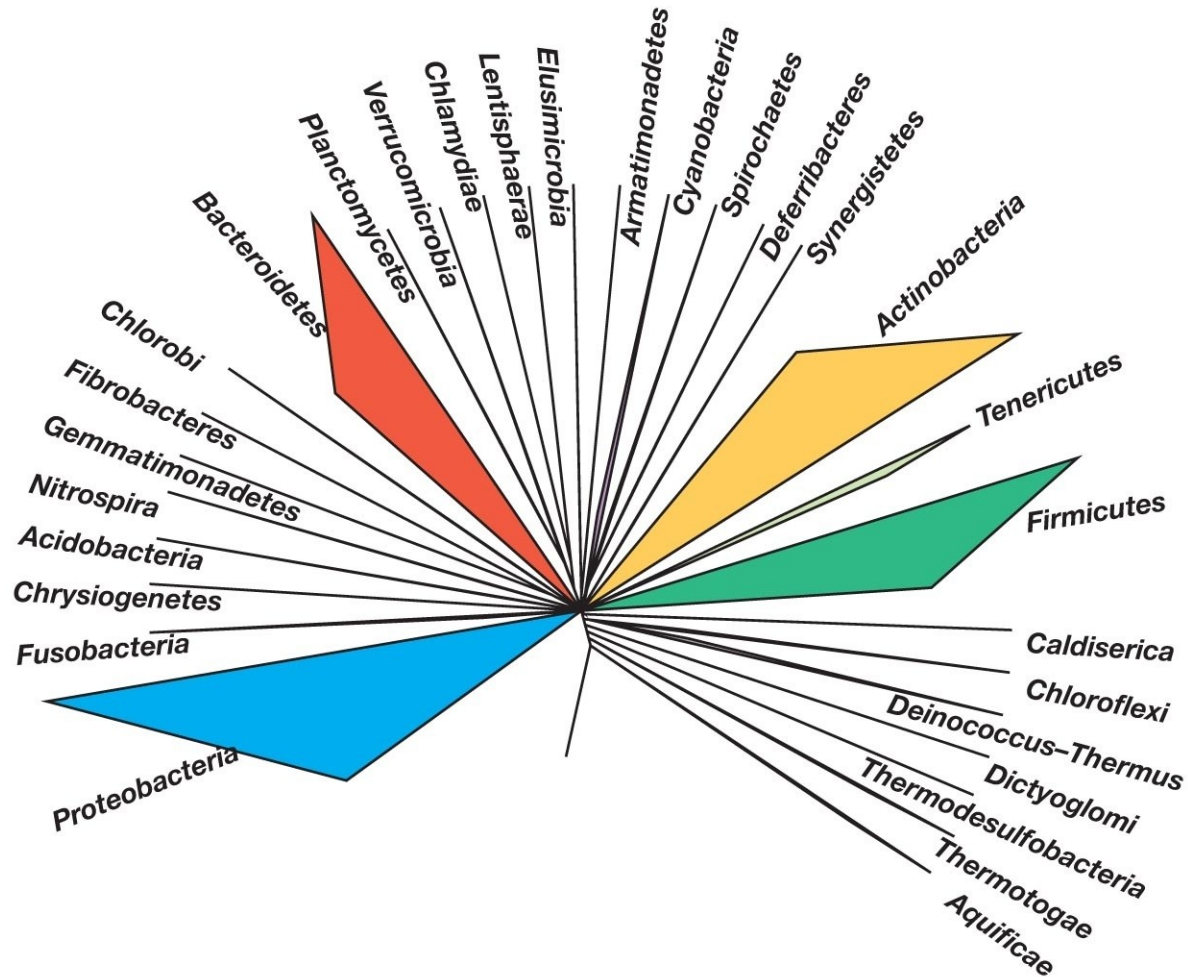 Proteobacteria
Fusobacteria
Chrysiogenetes
Acidobacteria
Nitrospira
Gemmatimonadetes
Fibrobacteres
Chlorobi
Bacteroidetes
Planctomycetes
Verrucomicrobia
Chlamydiae
Lentisphaerae
Elusimicrobia
Armatimonadetes
Cyanobacteria
Spirochaetes
Deferribacteres
Synergistetes
Actinobacteria
Tenericutes
Firmicutes
Caldiserica
Chloroflexi
Deinococcus–Thermus
Dictyoglomi
Thermodesulfobacteria
Thermotogae
Aquificae